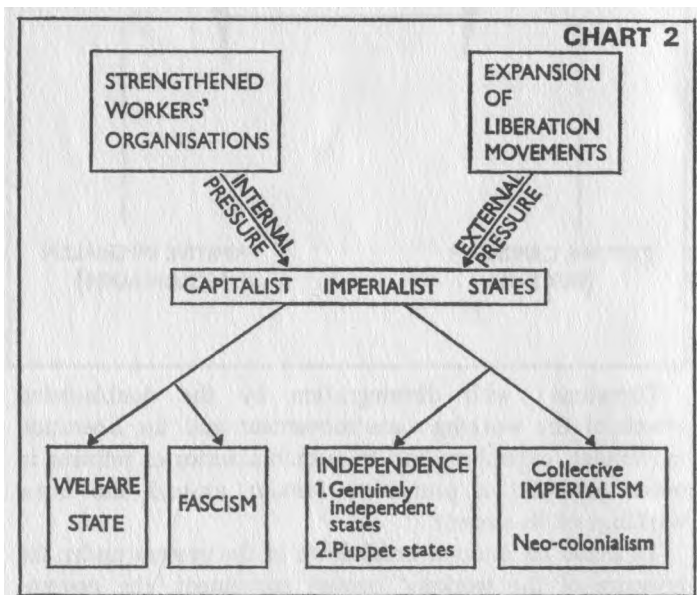 CHART 2
STRENGTHENED
WORKERS'
ORGANISATIONS
EXPANSION
OF
LIBERATION
MOVEMENTS
INTERNAL
PRESSURE
EXTERNAL
PRESSURE
CAPITALIST IMPERIALIST STATES
WELFARE
STATE
FASCISM
INDEPENDENCE
1. Genuinely
independent
states
2. Puppet states
Collective
IMPERIALISM
Neo-colonialism